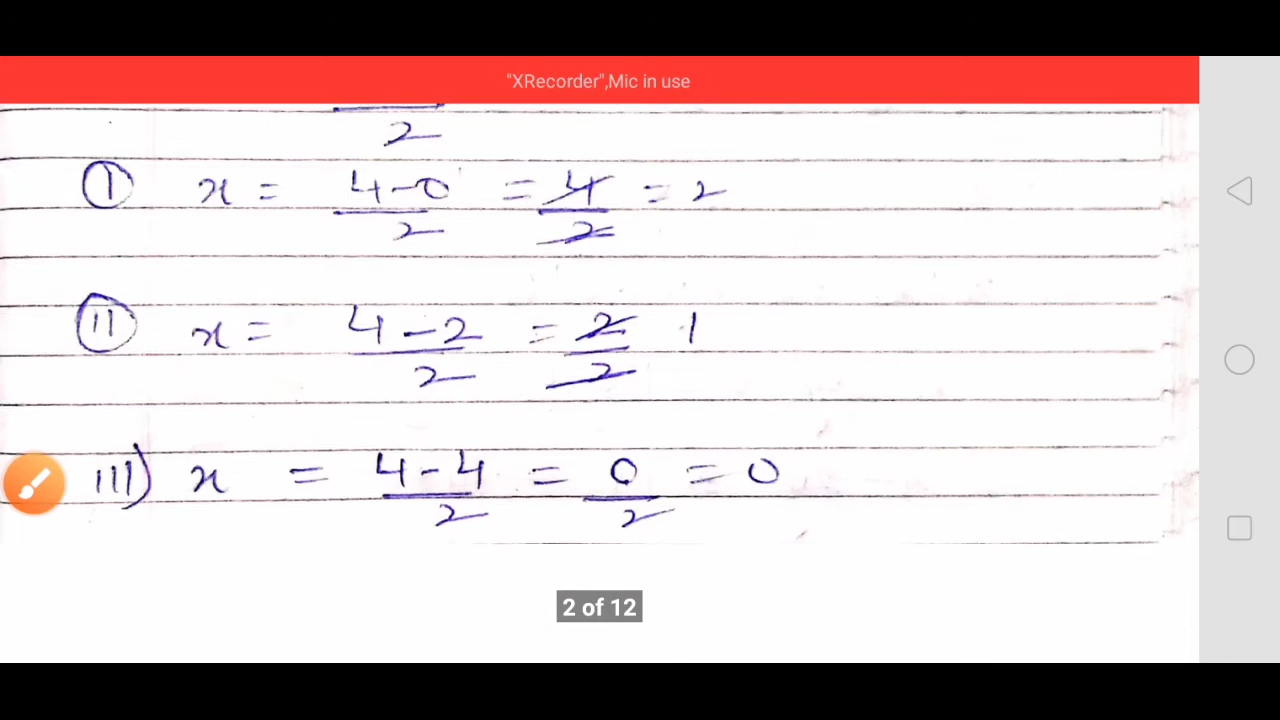 "XRecorder",Mic in use
2
(I) x = 4-0/2 = 4/2 = 2
(II) x = 4-2/2 = 2/2 1
III) x = 4-4/2 = 0/2 = 0
2 of 12